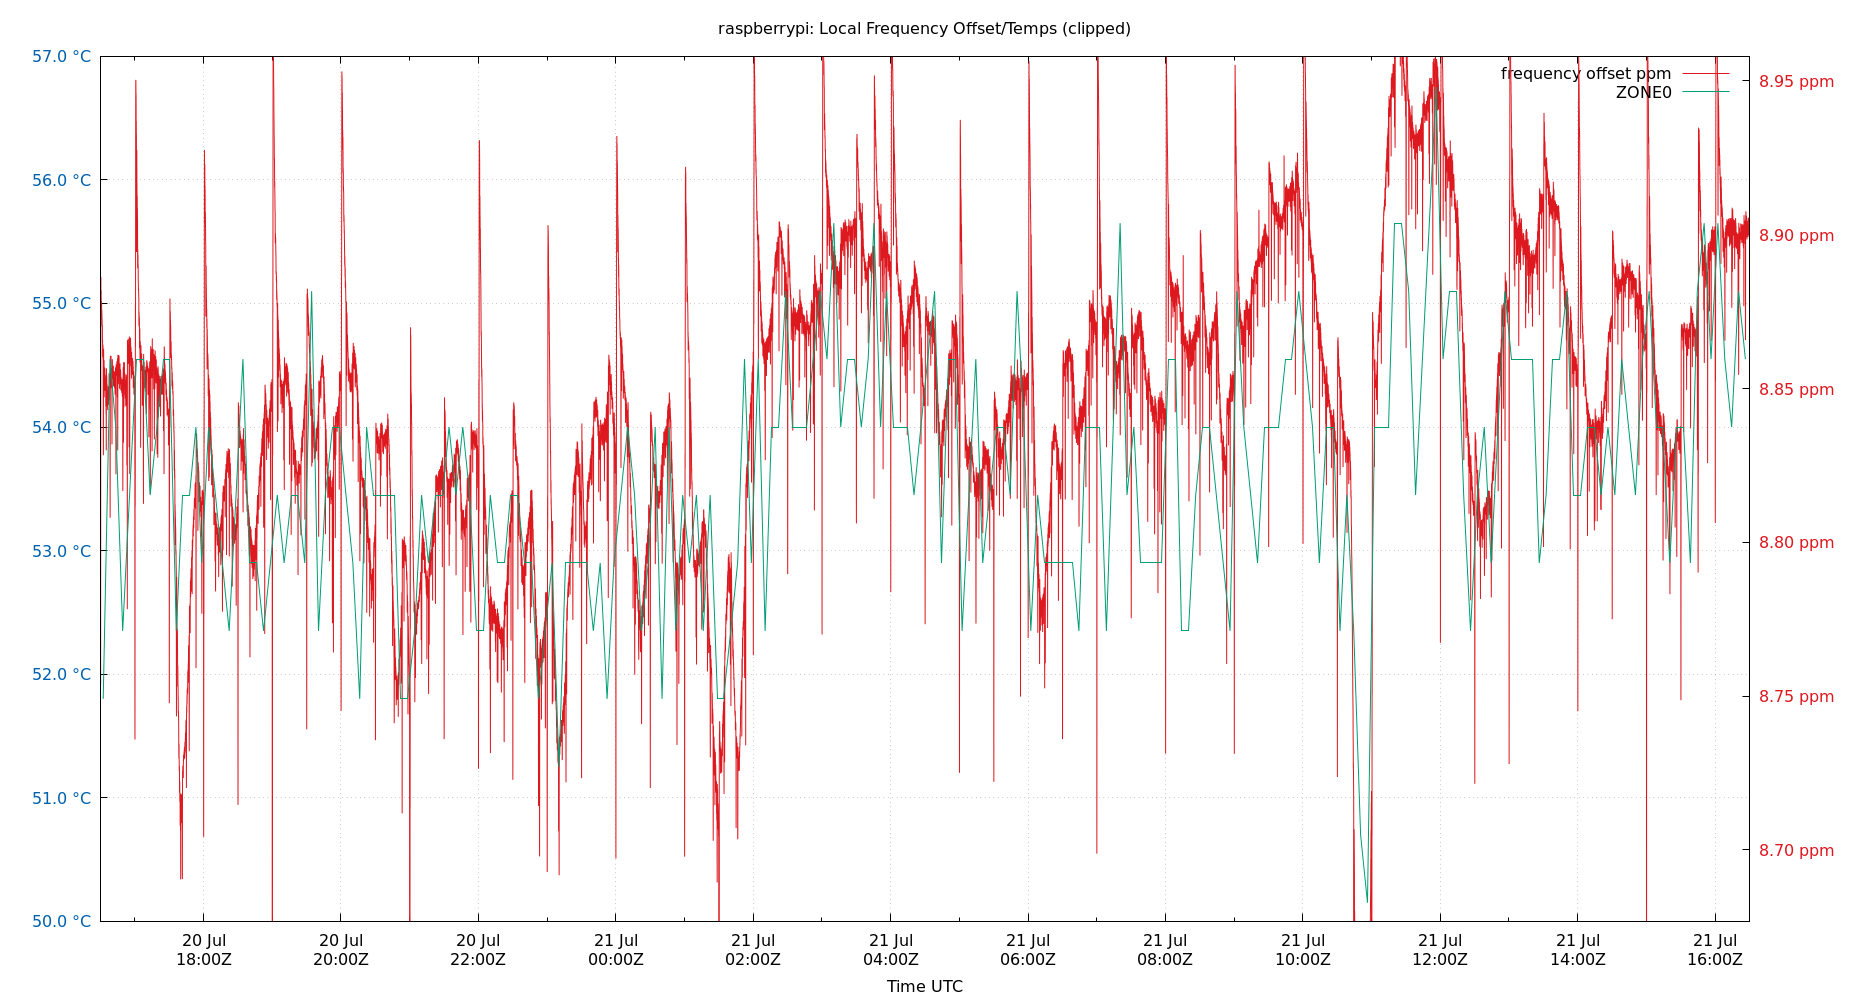 raspberrypi: Local Frequency Offset/Temps (clipped)
frequency offset ppm
ZONE0
57.0 °C
56.0 °C
55.0 °C
54.0 °C
53.0 °C
52.0 °C
51.0 °C
50.0 °C
8.95 ppm
8.90 ppm
8.85 ppm
8.80 ppm
8.75 ppm
8.70 ppm
20 Jul 20 Jul 20 Jul 21 Jul 21 Jul 21 Jul 21 Jul 21 Jul 21 Jul 21 Jul 21 Jul 21 Jul
18:00Z 20:00Z 22:00Z 00:00Z 02:00Z 04:00Z 06:00Z 08:00Z 10:00Z 12:00Z 14:00Z 16:00Z
Time UTC